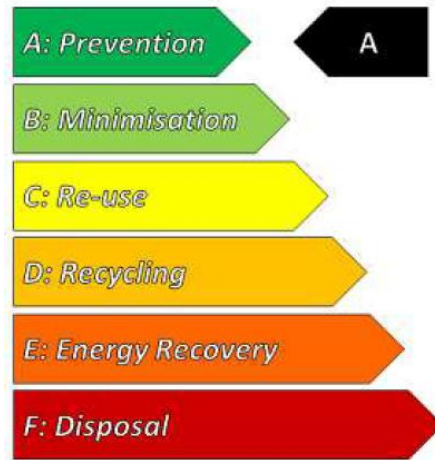 A: Prevention
A
B: Minimisation
C: Re-use
D: Recycling
E: Energy Recovery
F: Disposal